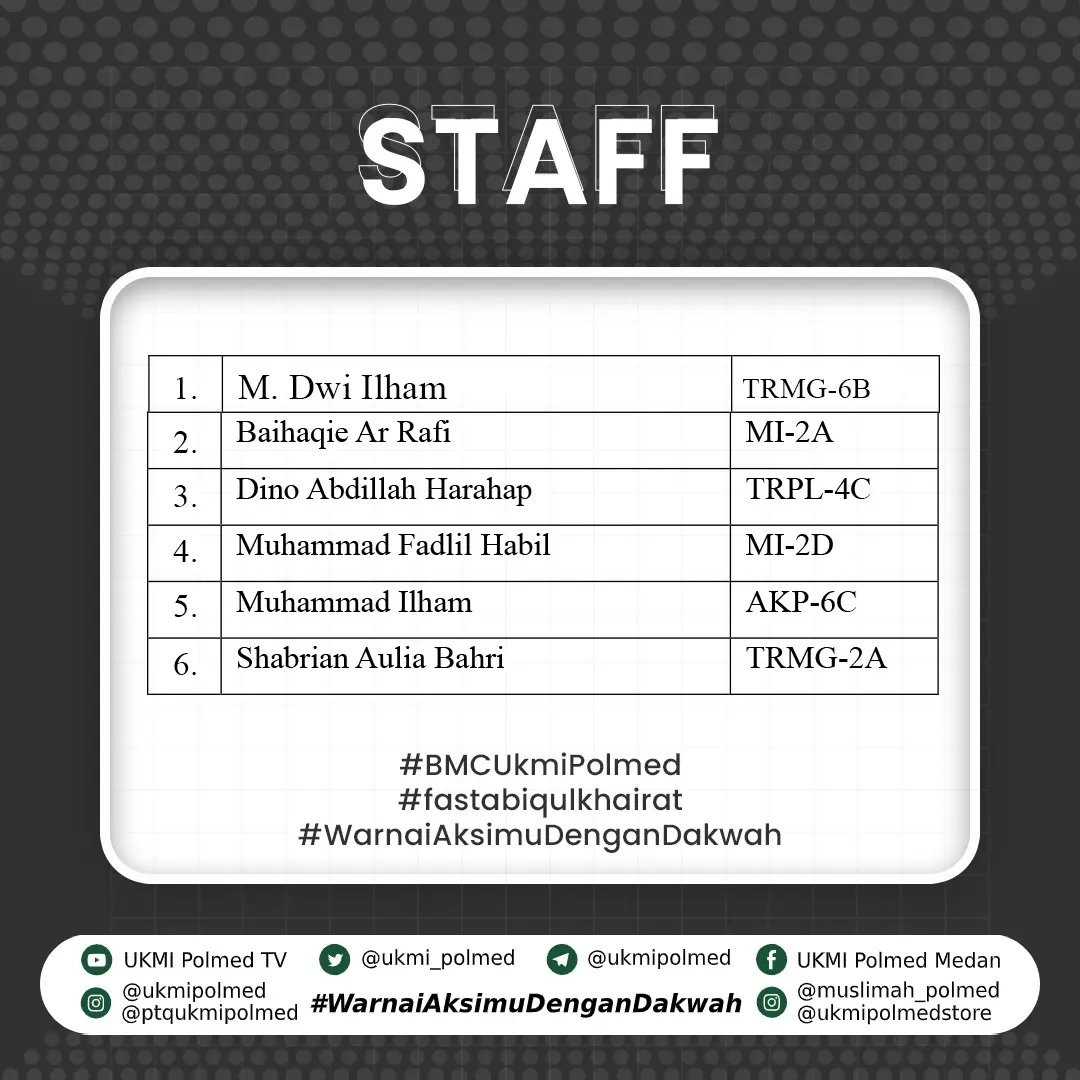 STAFF
1. M. Dwi Ilham TRMG-6B
2. Baihaqie Ar Rafi MI-2A
3. Dino Abdillah Harahap TRPL-4C
4. Muhammad Fadlil Habil MI-2D
5. Muhammad Ilham AKP-6C
6. Shabrian Aulia Bahri TRMG-2A
#BMCUkmiPolmed
#fastabiqulkhairat
#WarnaiAksimuDenganDakwah
UKMI Polmed TV @ukmi_polmed @ukmipolmed UKMI Polmed Medan
@ukmipolmed
@ptqukmipolmed
#WarnaiAksimuDenganDakwah
@muslimah_polmed
@ukmipolmedstore